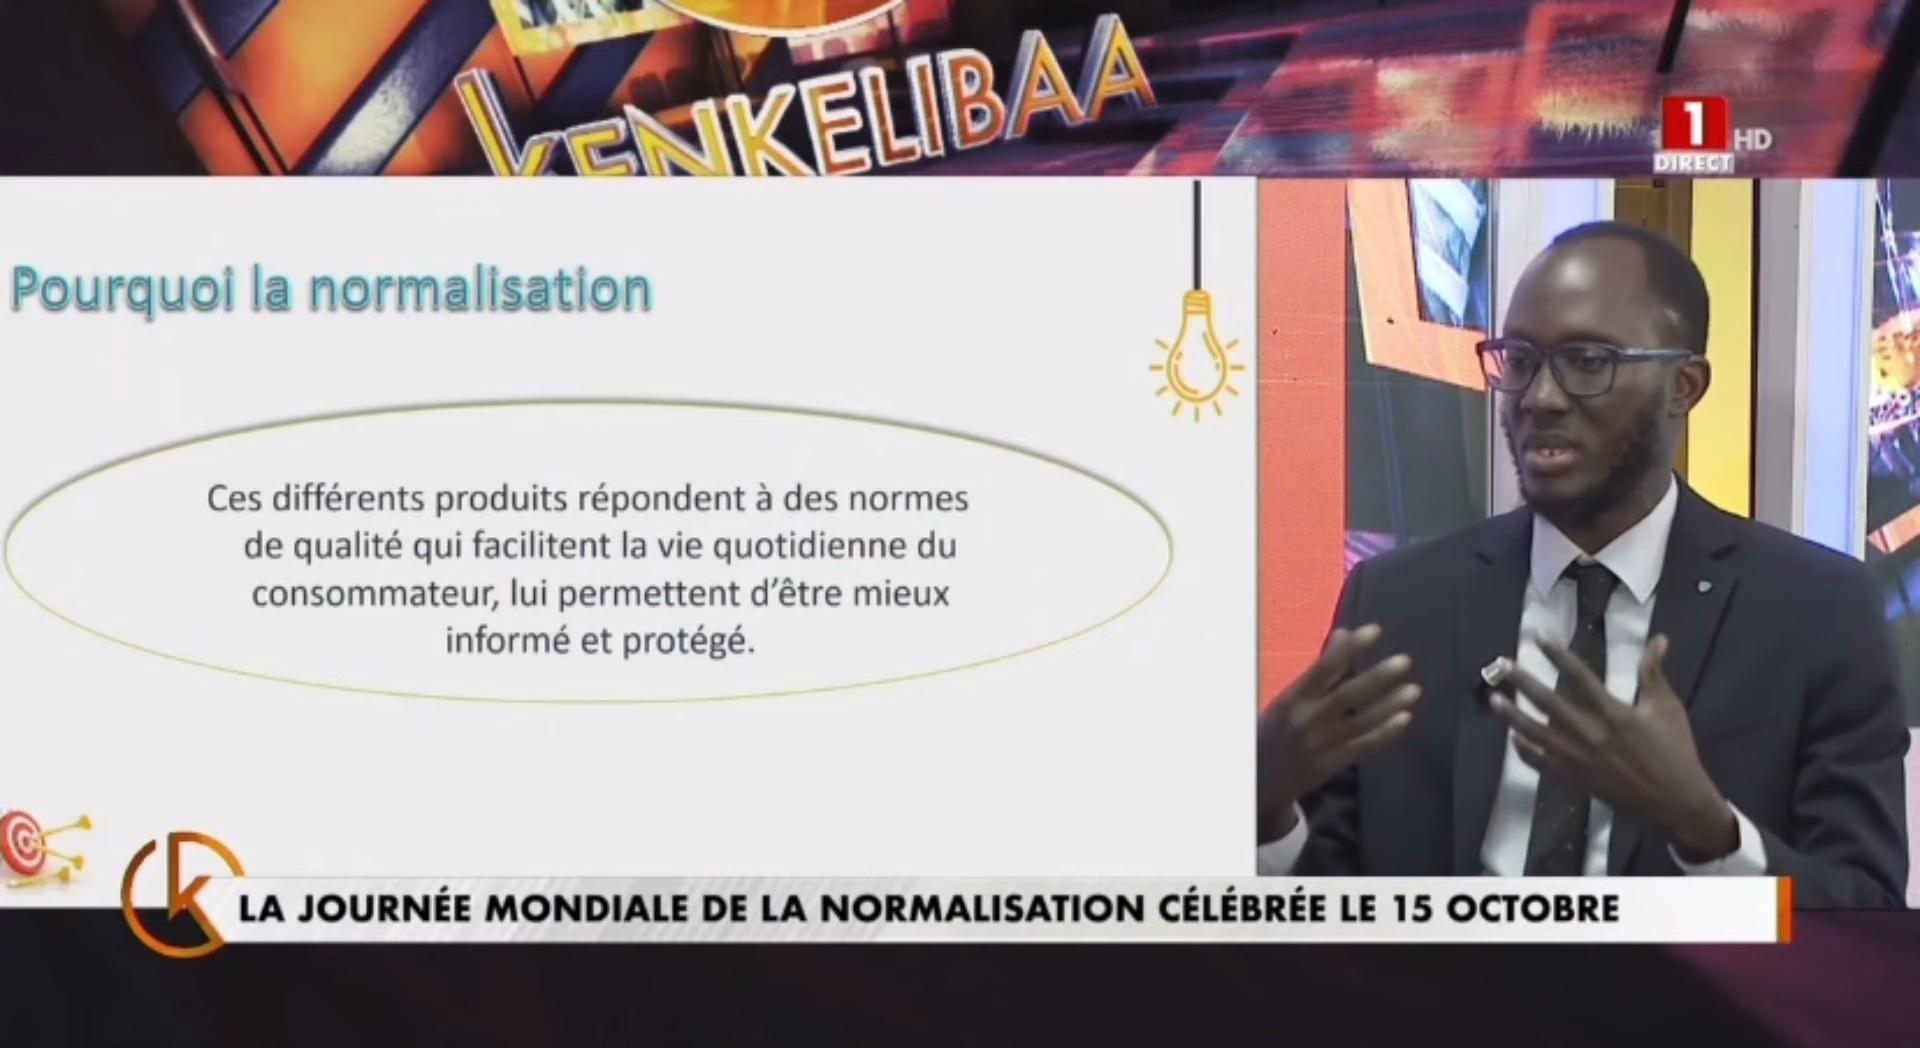 KENKELIBAA
1 HD
DIRECT
Pourquoi la normalisation
Ces différents produits répondent à des normes
de qualité qui facilitent la vie quotidienne du
consommateur, lui permettent d'être mieux
informé et protégé.
K
LA JOURNÉE MONDIALE DE LA NORMALISATION CÉLÉBRÉE LE 15 OCTOBRE